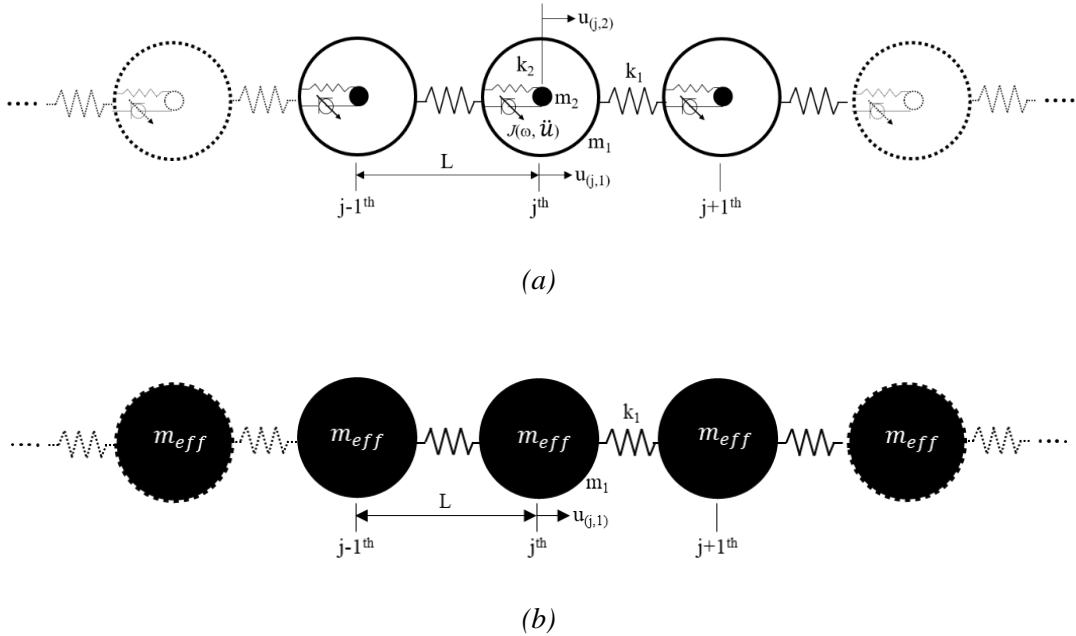 u(j,2)
k2
k1
m2
J(ω, ü)
m1
L
u(j,1)
j-1th
jth
j+1th
(a)
k1
meff
meff
meff
meff
meff
m1
L
u(j,1)
j-1th
jth
j+1th
(b)